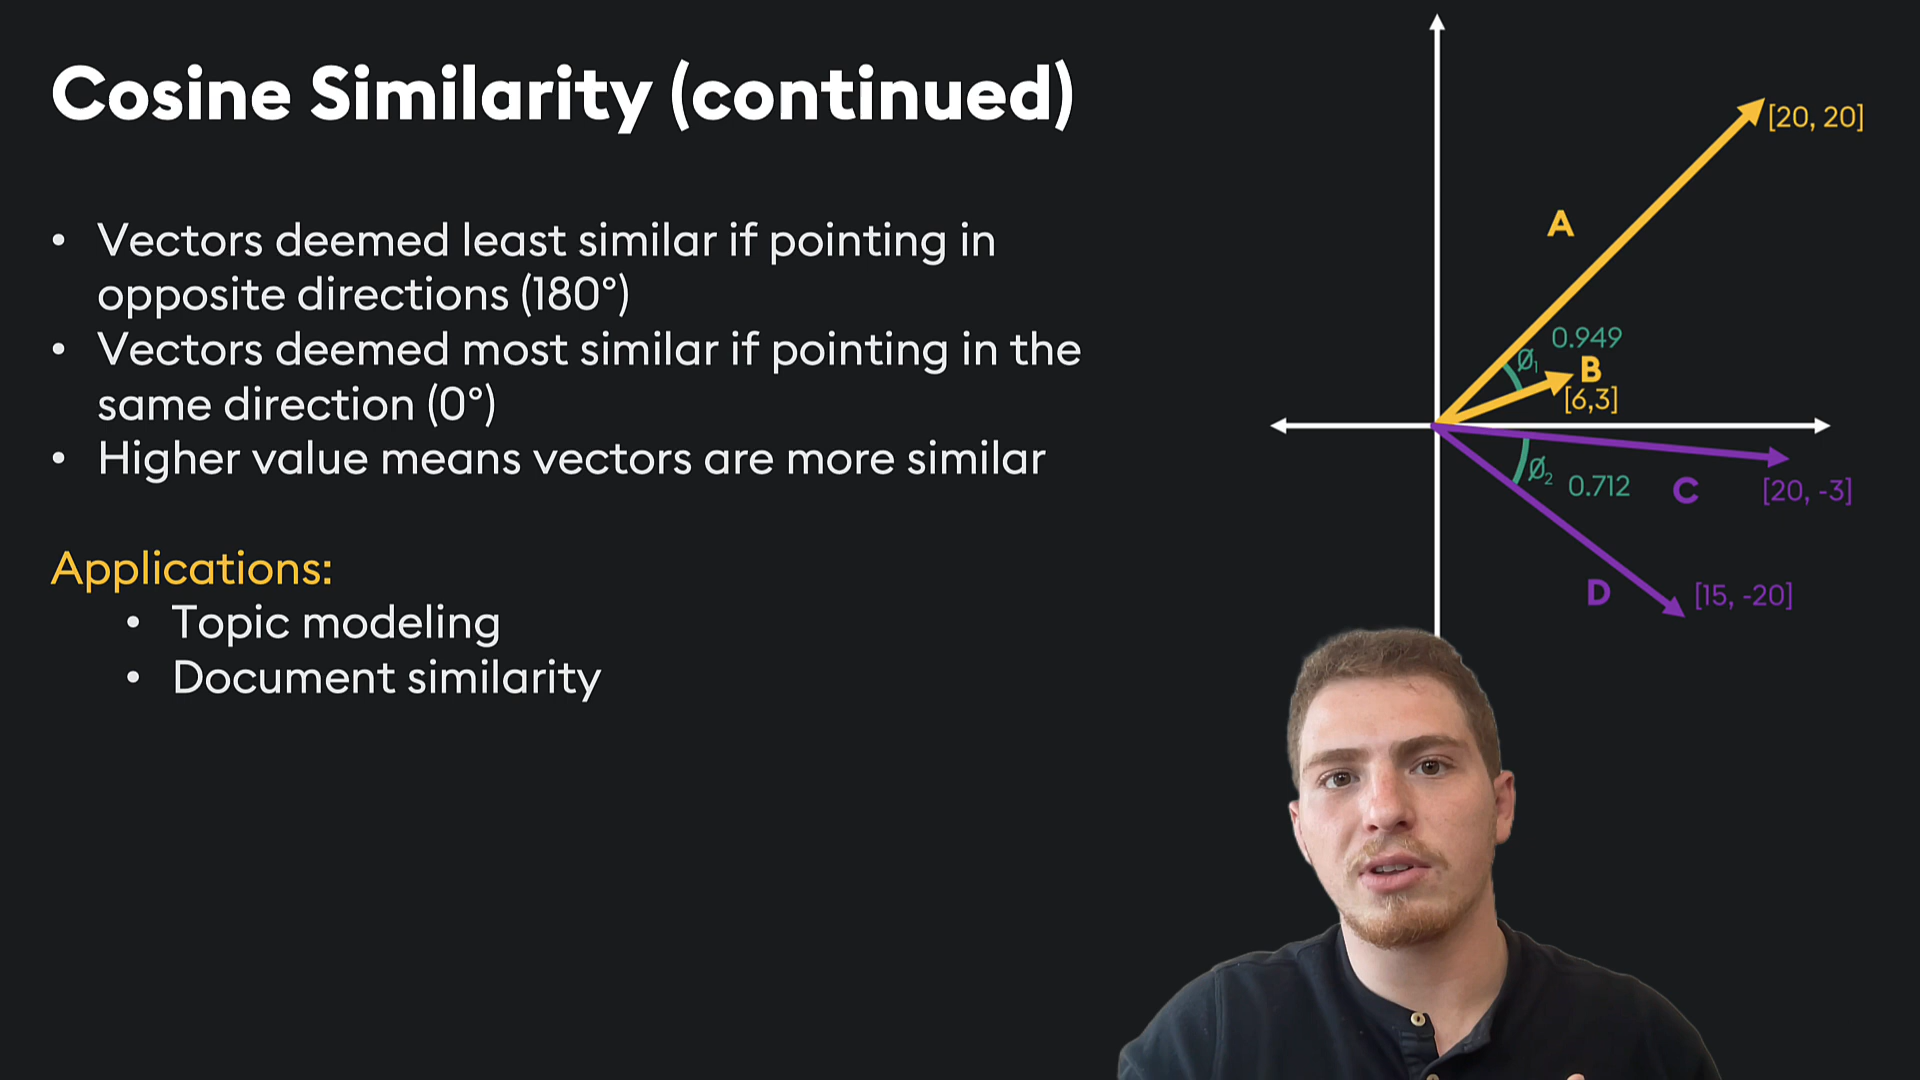 Cosine Similarity (continued)
• Vectors deemed least similar if pointing in
opposite directions (180°)
• Vectors deemed most similar if pointing in the
same direction (0°)
• Higher value means vectors are more similar
Applications:
• Topic modeling
• Document similarity
[20, 20]
A
0.949
Ø₁
B
[6,3]
Ø₂
0.712
C
[20, -3]
D
[15, -20]